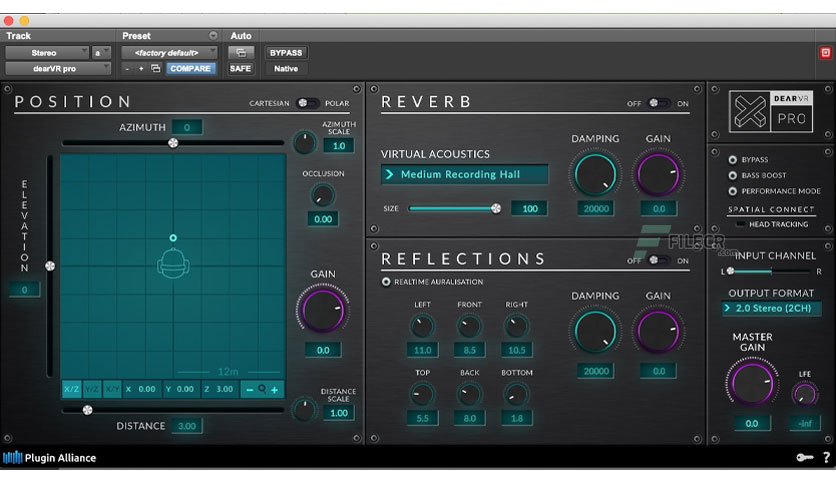 Track
Preset
Auto
Stereo
a
<factory default>
BYPASS
dearVR pro
- +
COMPARE
SAFE
Native
POSITION
CARTESIAN
POLAR
AZIMUTH
0
AZIMUTH
SCALE
1.0
OCCLUSION
0.00
ELEVATION
0
GAIN
0.0
12m
X/Z
Y/Z
X/Y
X 0.00
Y 0.00
Z 3.00
- +
DISTANCE
SCALE
1.00
DISTANCE
3.00
REVERB
OFF
ON
VIRTUAL ACOUSTICS
Medium Recording Hall
SIZE
100
DAMPING
20000
GAIN
0.0
REFLECTIONS
OFF
ON
REALTIME AURALISATION
LEFT
FRONT
RIGHT
11.0
8.5
10.5
TOP
BACK
BOTTOM
5.5
8.0
1.8
DAMPING
20000
GAIN
0.0
FILECR
.com
DEARVR
PRO
BYPASS
BASS BOOST
PERFORMANCE MODE
SPATIAL CONNECT
HEAD TRACKING
INPUT CHANNEL
L
R
OUTPUT FORMAT
2.0 Stereo (2CH)
MASTER
GAIN
0.0
LFE
-inf
Plugin Alliance
?